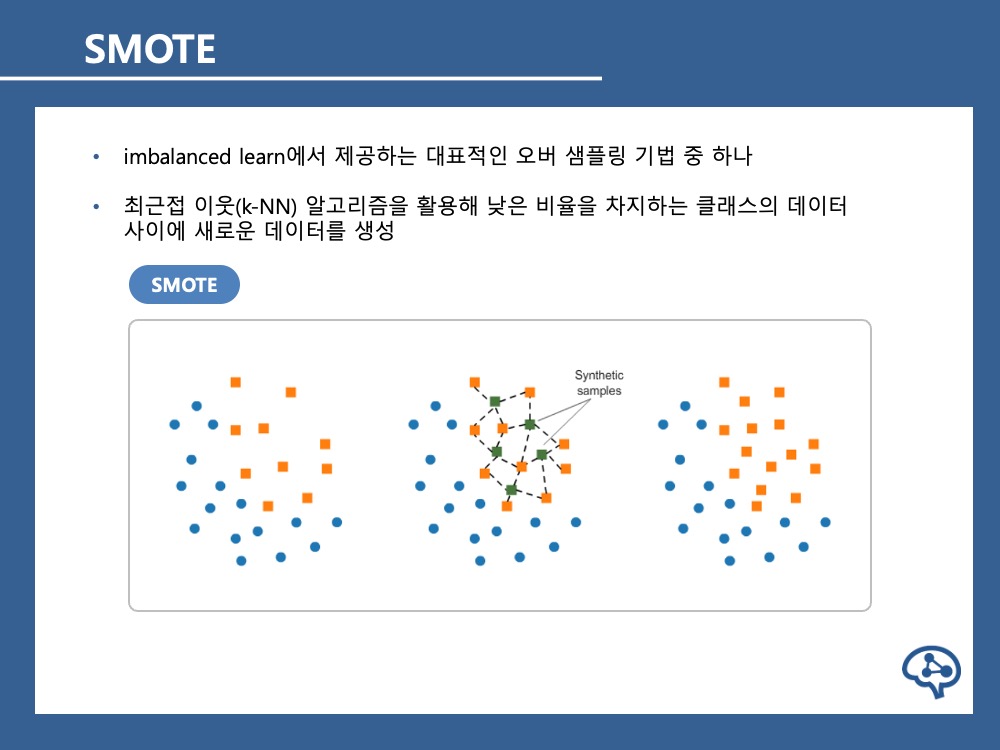 SMOTE
• imbalanced learn에서 제공하는 대표적인 오버 샘플링 기법 중 하나
• 최근접 이웃(k-NN) 알고리즘을 활용해 낮은 비율을 차지하는 클래스의 데이터
사이에 새로운 데이터를 생성
SMOTE
Synthetic
samples